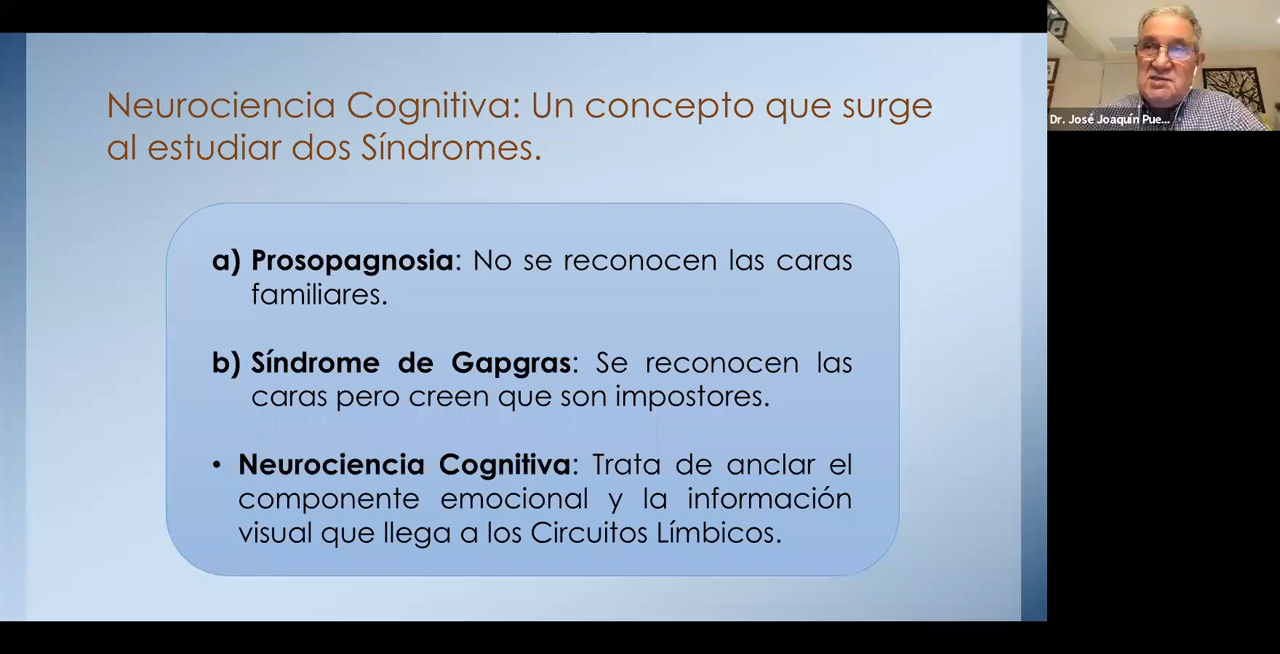 Neurociencia Cognitiva: Un concepto que surge
al estudiar dos Síndromes.
a) Prosopagnosia: No se reconocen las caras
familiares.
b) Síndrome de Gapgras: Se reconocen las
caras pero creen que son impostores.
• Neurociencia Cognitiva: Trata de anclar el
componente emocional y la información
visual que llega a los Circuitos Límbicos.
Dr. José Joaquín Pue...